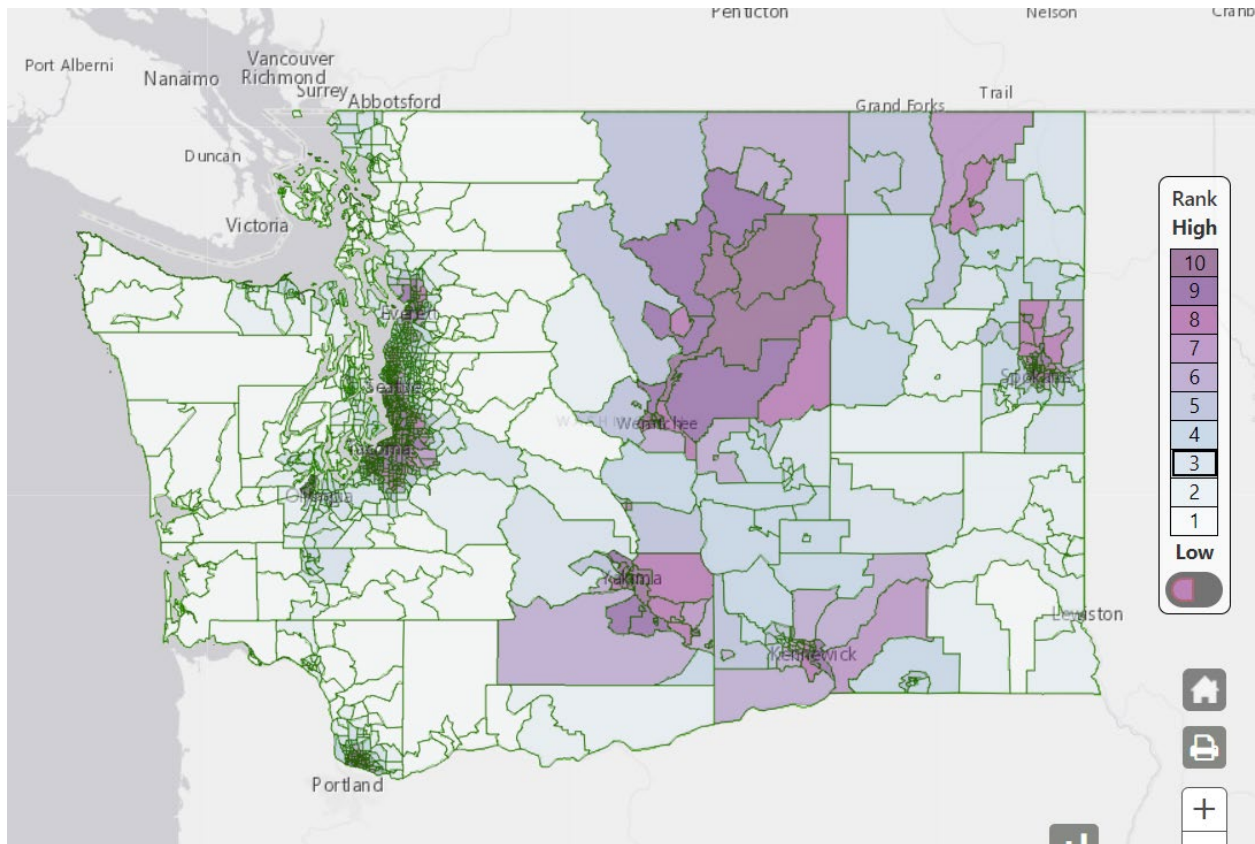 Penticton
Nelson
Port Alberni
Nanaimo
Vancouver
Richmond
Surrey
Abbotsford
Grand Forks
Trail
Duncan
Victoria
Everett
Seattle
Tacoma
Olympia
Wenatchee
Spokane
Yakima
Kennewick
Lewiston
Portland
Rank
High
10
9
8
7
6
5
4
3
2
1
Low
+